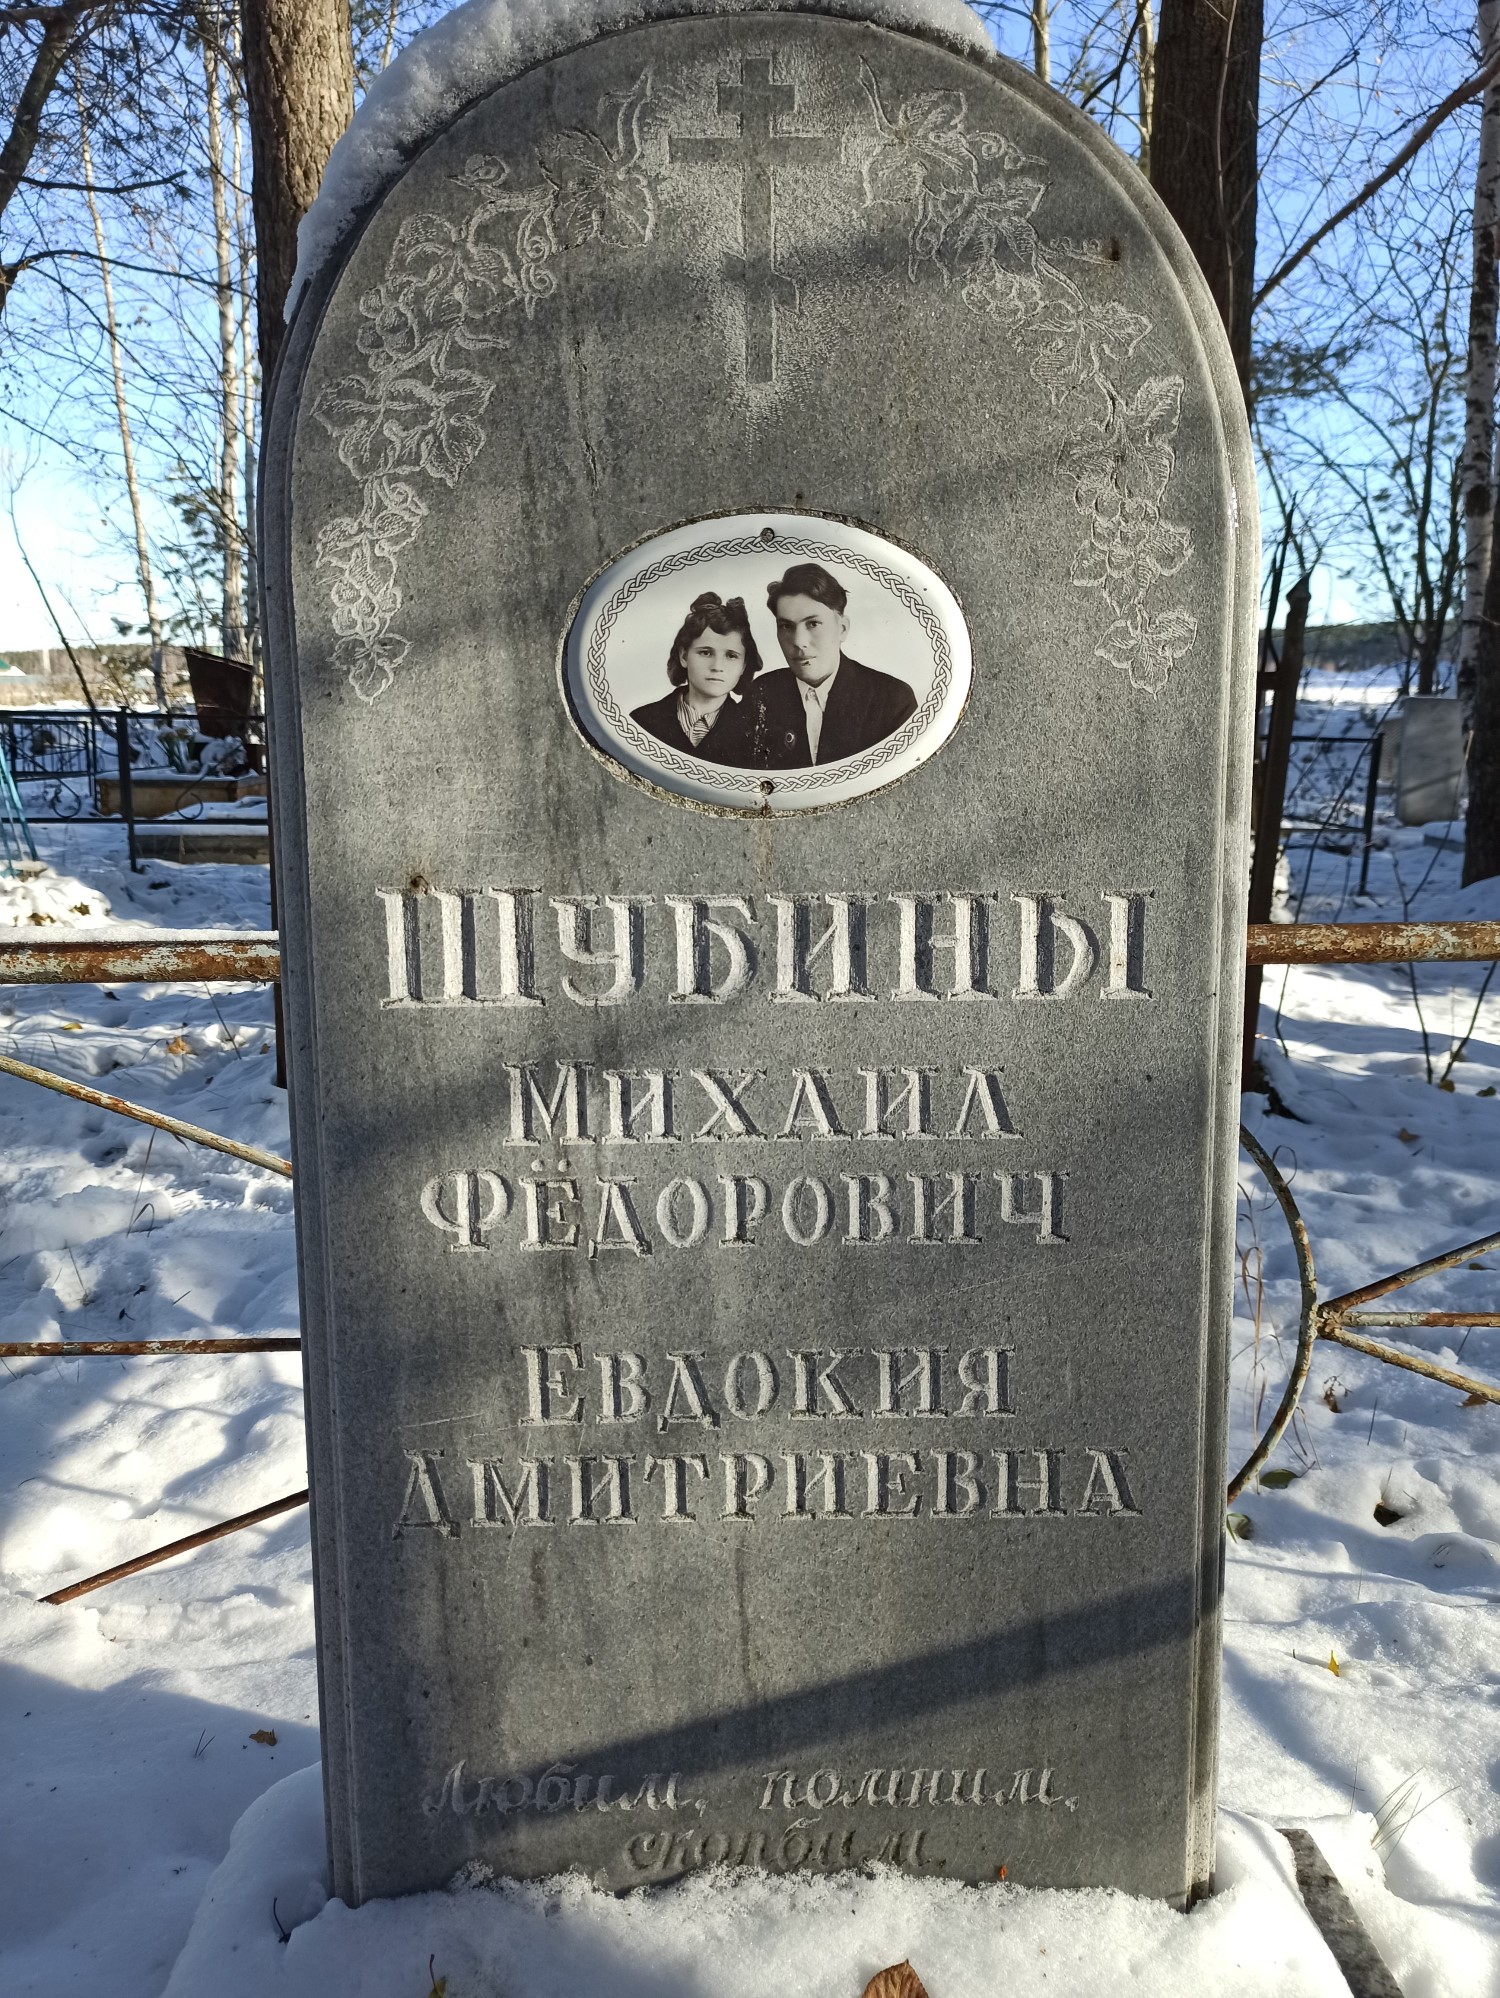 ШУБИНЫ
МИХАИЛ
ФЁДОРОВИЧ
ЕВДОКИЯ
ДМИТРИЕВНА
Любим, помним,
скорбим.